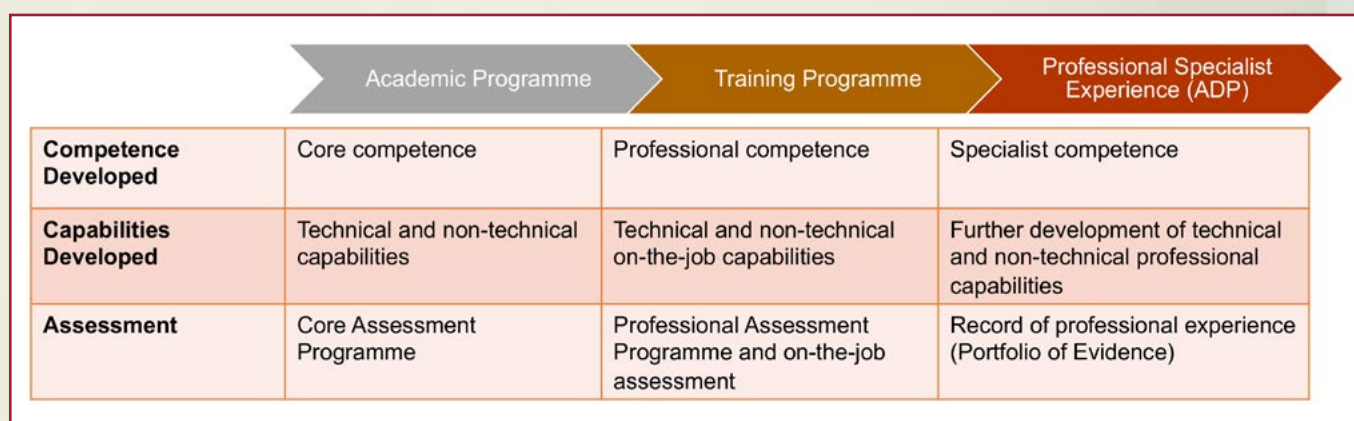 Academic Programme
Training Programme
Professional Specialist
Experience (ADP)
Competence
Developed
Core competence
Professional competence
Specialist competence
Capabilities
Developed
Technical and non-technical
capabilities
Technical and non-technical
on-the-job capabilities
Further development of technical
and non-technical professional
capabilities
Assessment
Core Assessment
Programme
Professional Assessment
Programme and on-the-job
assessment
Record of professional experience
(Portfolio of Evidence)